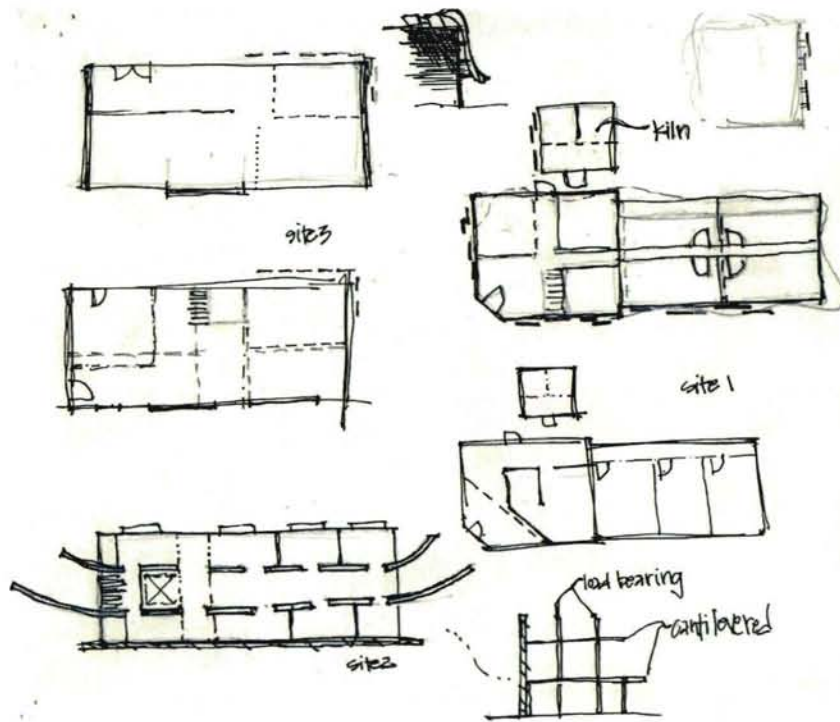 kiln
site3
site 1
load bearing
cantilevered
site2